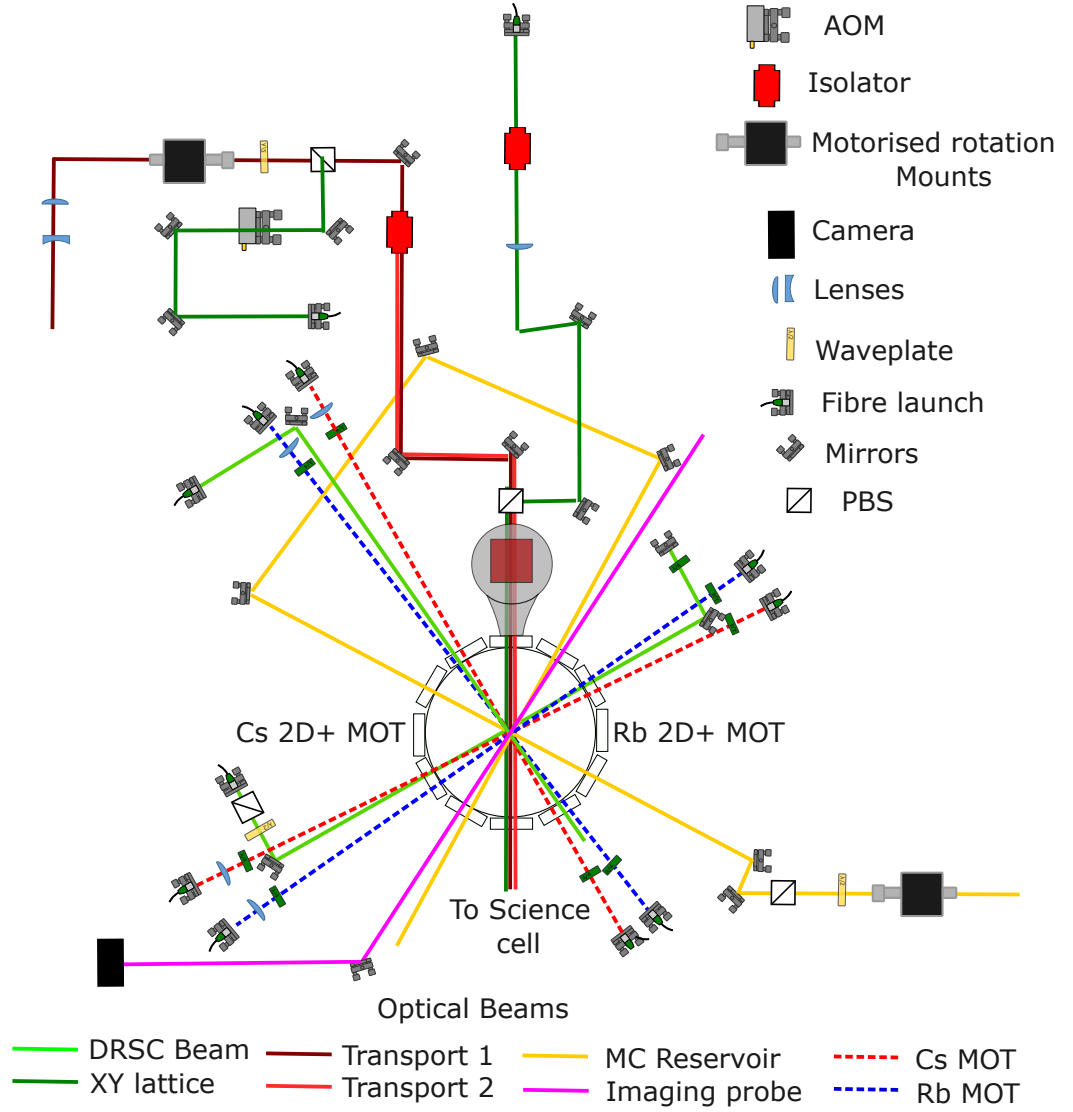 AOM
Isolator
Motorised rotation
Mounts
Camera
Lenses
λ/2
Waveplate
Fibre launch
Mirrors
PBS
Cs 2D+ MOT
Rb 2D+ MOT
λ/2
To Science
cell
Optical Beams
DRSC Beam
Transport 1
MC Reservoir
Cs MOT
XY lattice
Transport 2
Imaging probe
Rb MOT